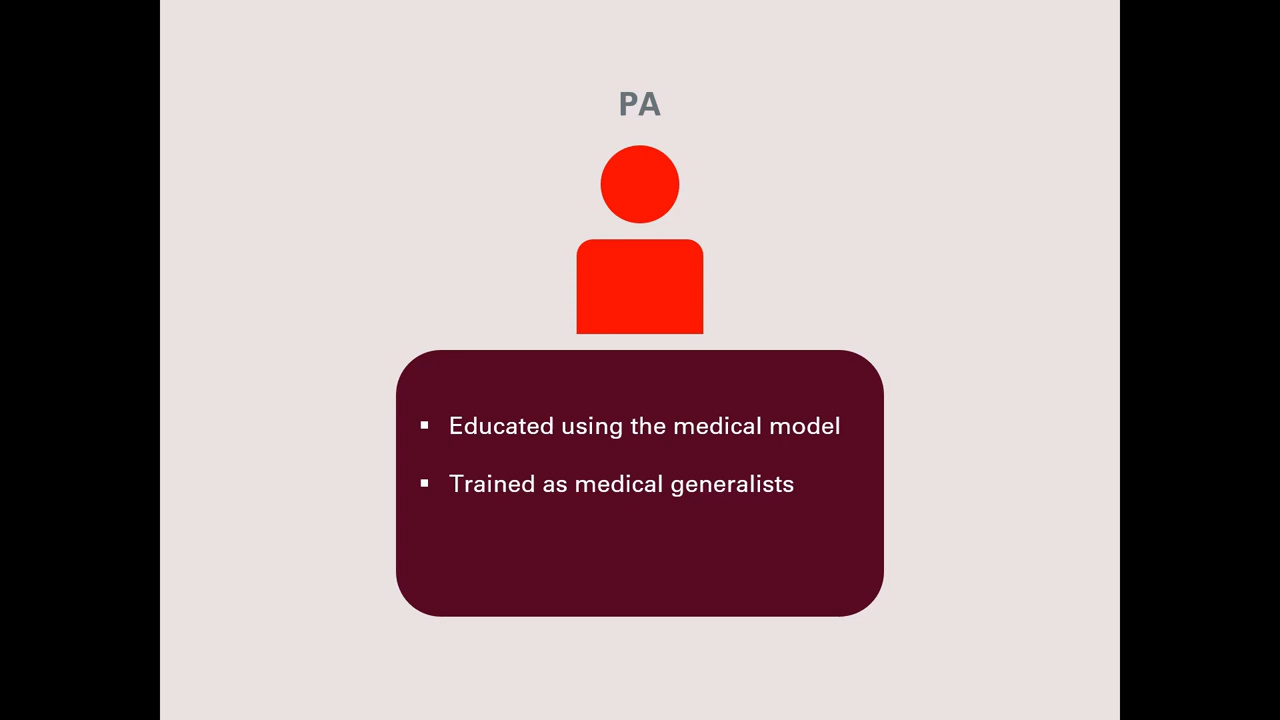 PA
▪ Educated using the medical model
▪ Trained as medical generalists